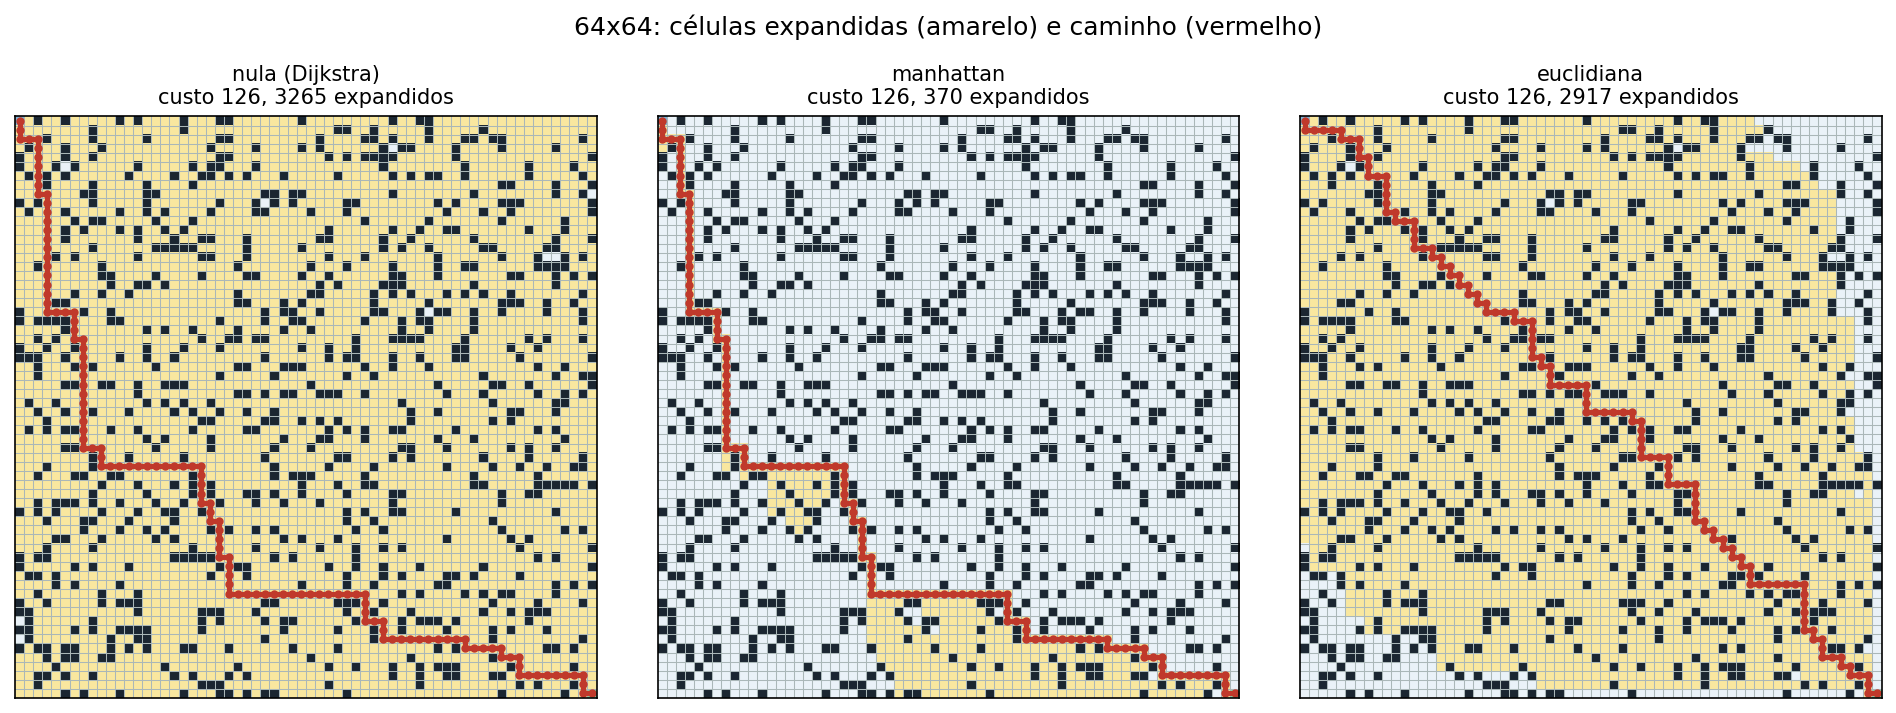 64x64: células expandidas (amarelo) e caminho (vermelho)
nula (Dijkstra)
custo 126, 3265 expandidos
manhattan
custo 126, 370 expandidos
euclidiana
custo 126, 2917 expandidos